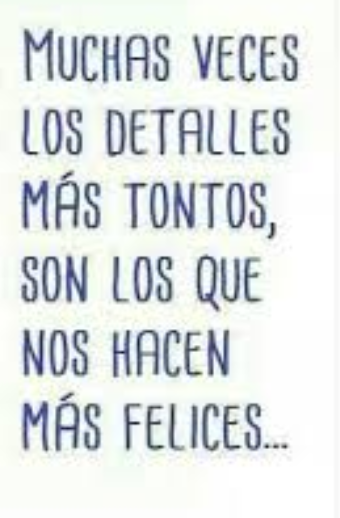 MUCHAS VECES
LOS DETALLES
MÁS TONTOS,
SON LOS QUE
NOS HACEN
MÁS FELICES...